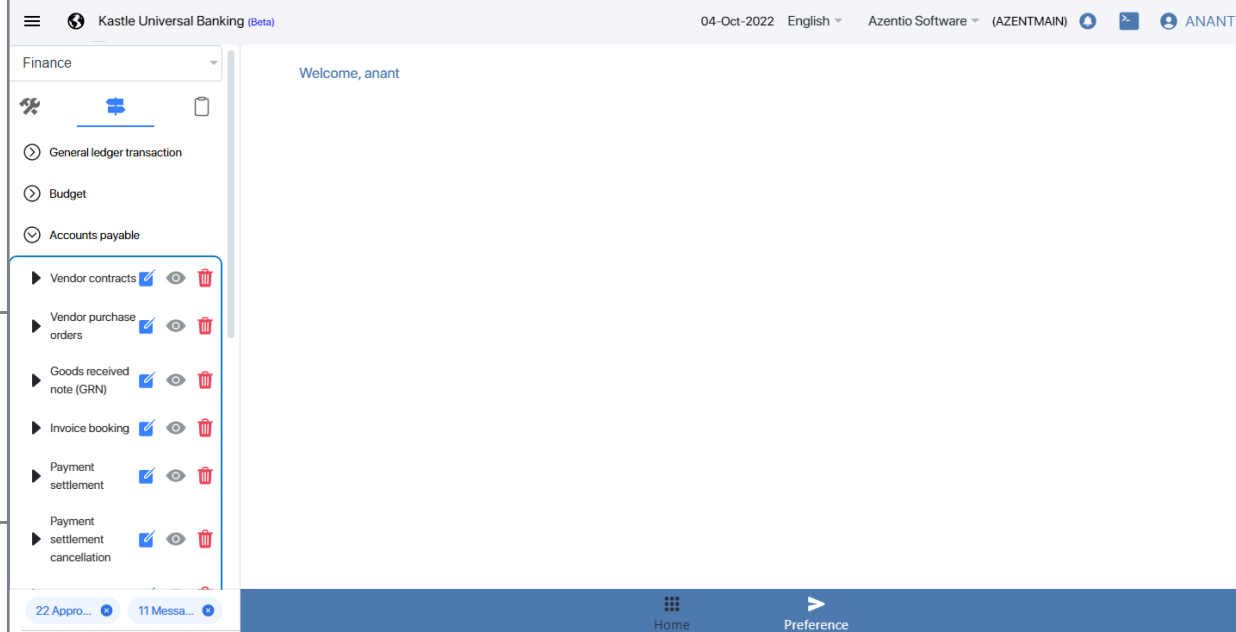 Kastle Universal Banking (Beta)
04-Oct-2022 English Azentio Software (AZENTMAIN) ANANT
Finance
Welcome, anant
General ledger transaction
Budget
Accounts payable
Vendor contracts
Vendor purchase
orders
Goods received
note (GRN)
Invoice booking
Payment
settlement
Payment
settlement
cancellation
22 Appro...
11 Messa...
Home
Preference